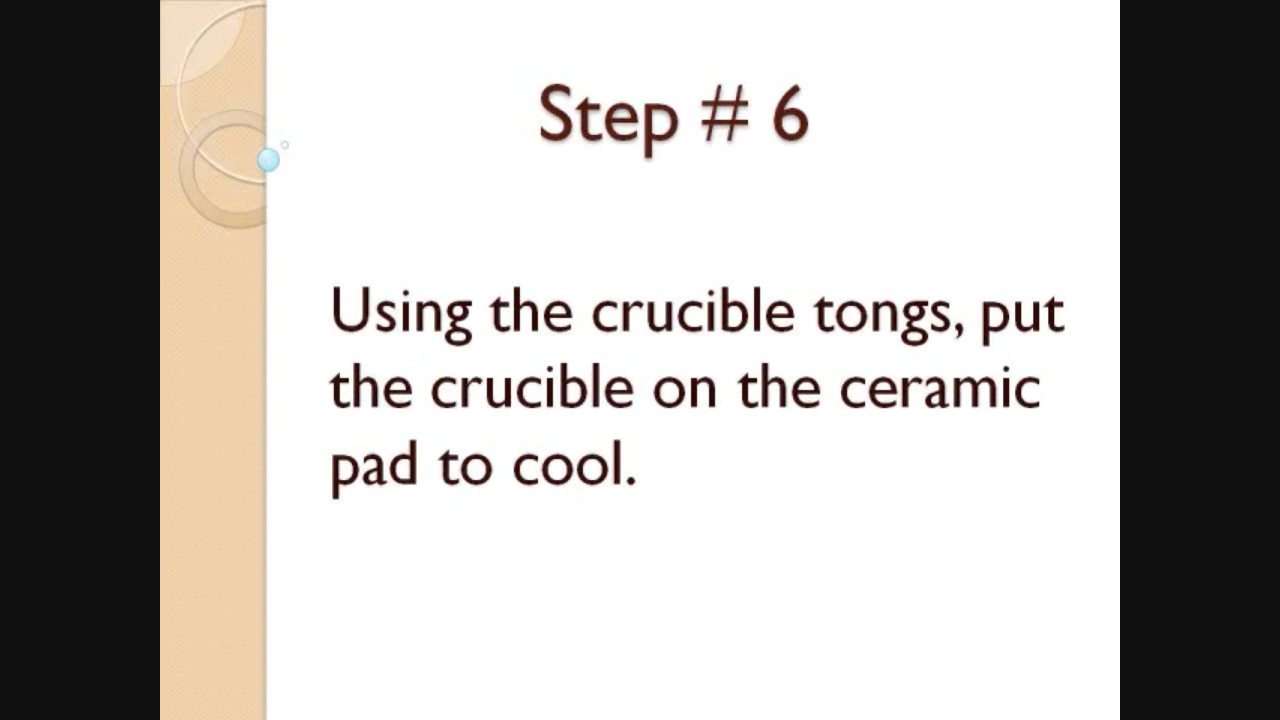 Step # 6
Using the crucible tongs, put
the crucible on the ceramic
pad to cool.